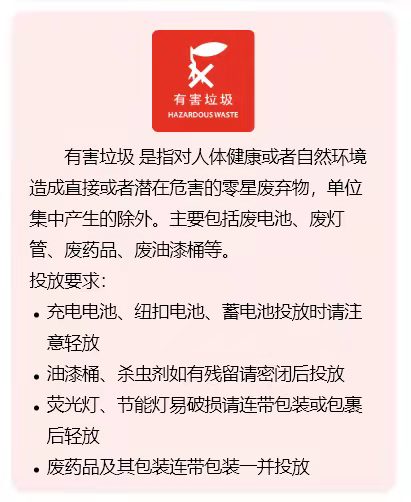 有害垃圾
HAZARDOUS WASTE
有害垃圾 是指对人体健康或者自然环境
造成直接或者潜在危害的零星废弃物，单位
集中产生的除外。主要包括废电池、废灯
管、废药品、废油漆桶等。
投放要求：
• 充电电池、纽扣电池、蓄电池投放时请注
意轻放
• 油漆桶、杀虫剂如有残留请密闭后投放
• 荧光灯、节能灯易破损请连带包装或包裹
后轻放
• 废药品及其包装连带包装一并投放